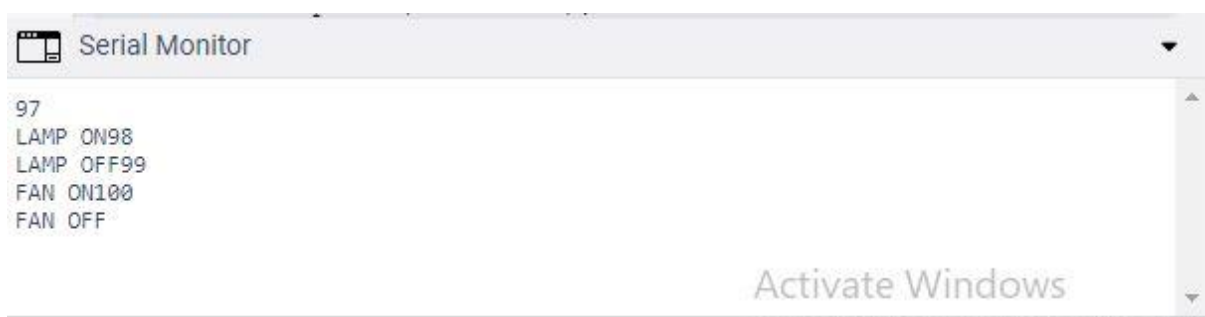 Serial Monitor
97
LAMP ON98
LAMP OFF99
FAN ON100
FAN OFF
Activate Windows